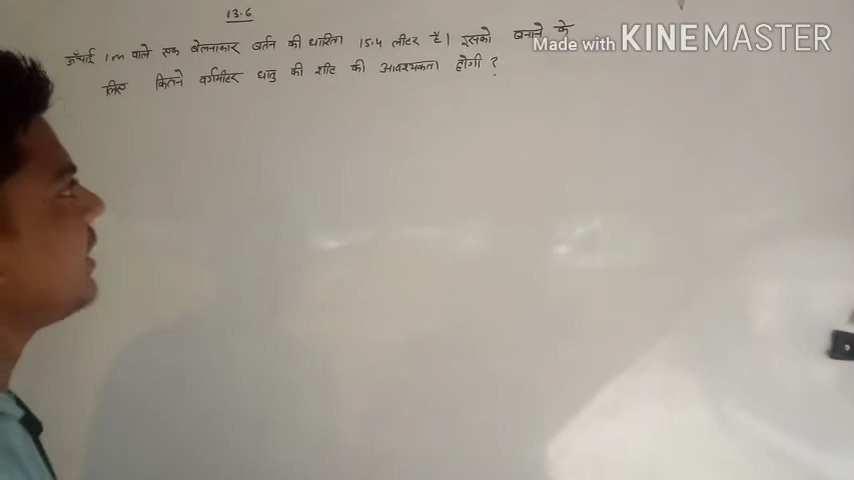 13.6
ऊँचाई 1m वाले एक बेलनाकार बर्तन की धारिता 15.4 लीटर है। इसको बनाने के
Made with KINEMASTER
लिए कितने वर्गमीटर धातु की शीट की आवश्यकता होगी ?